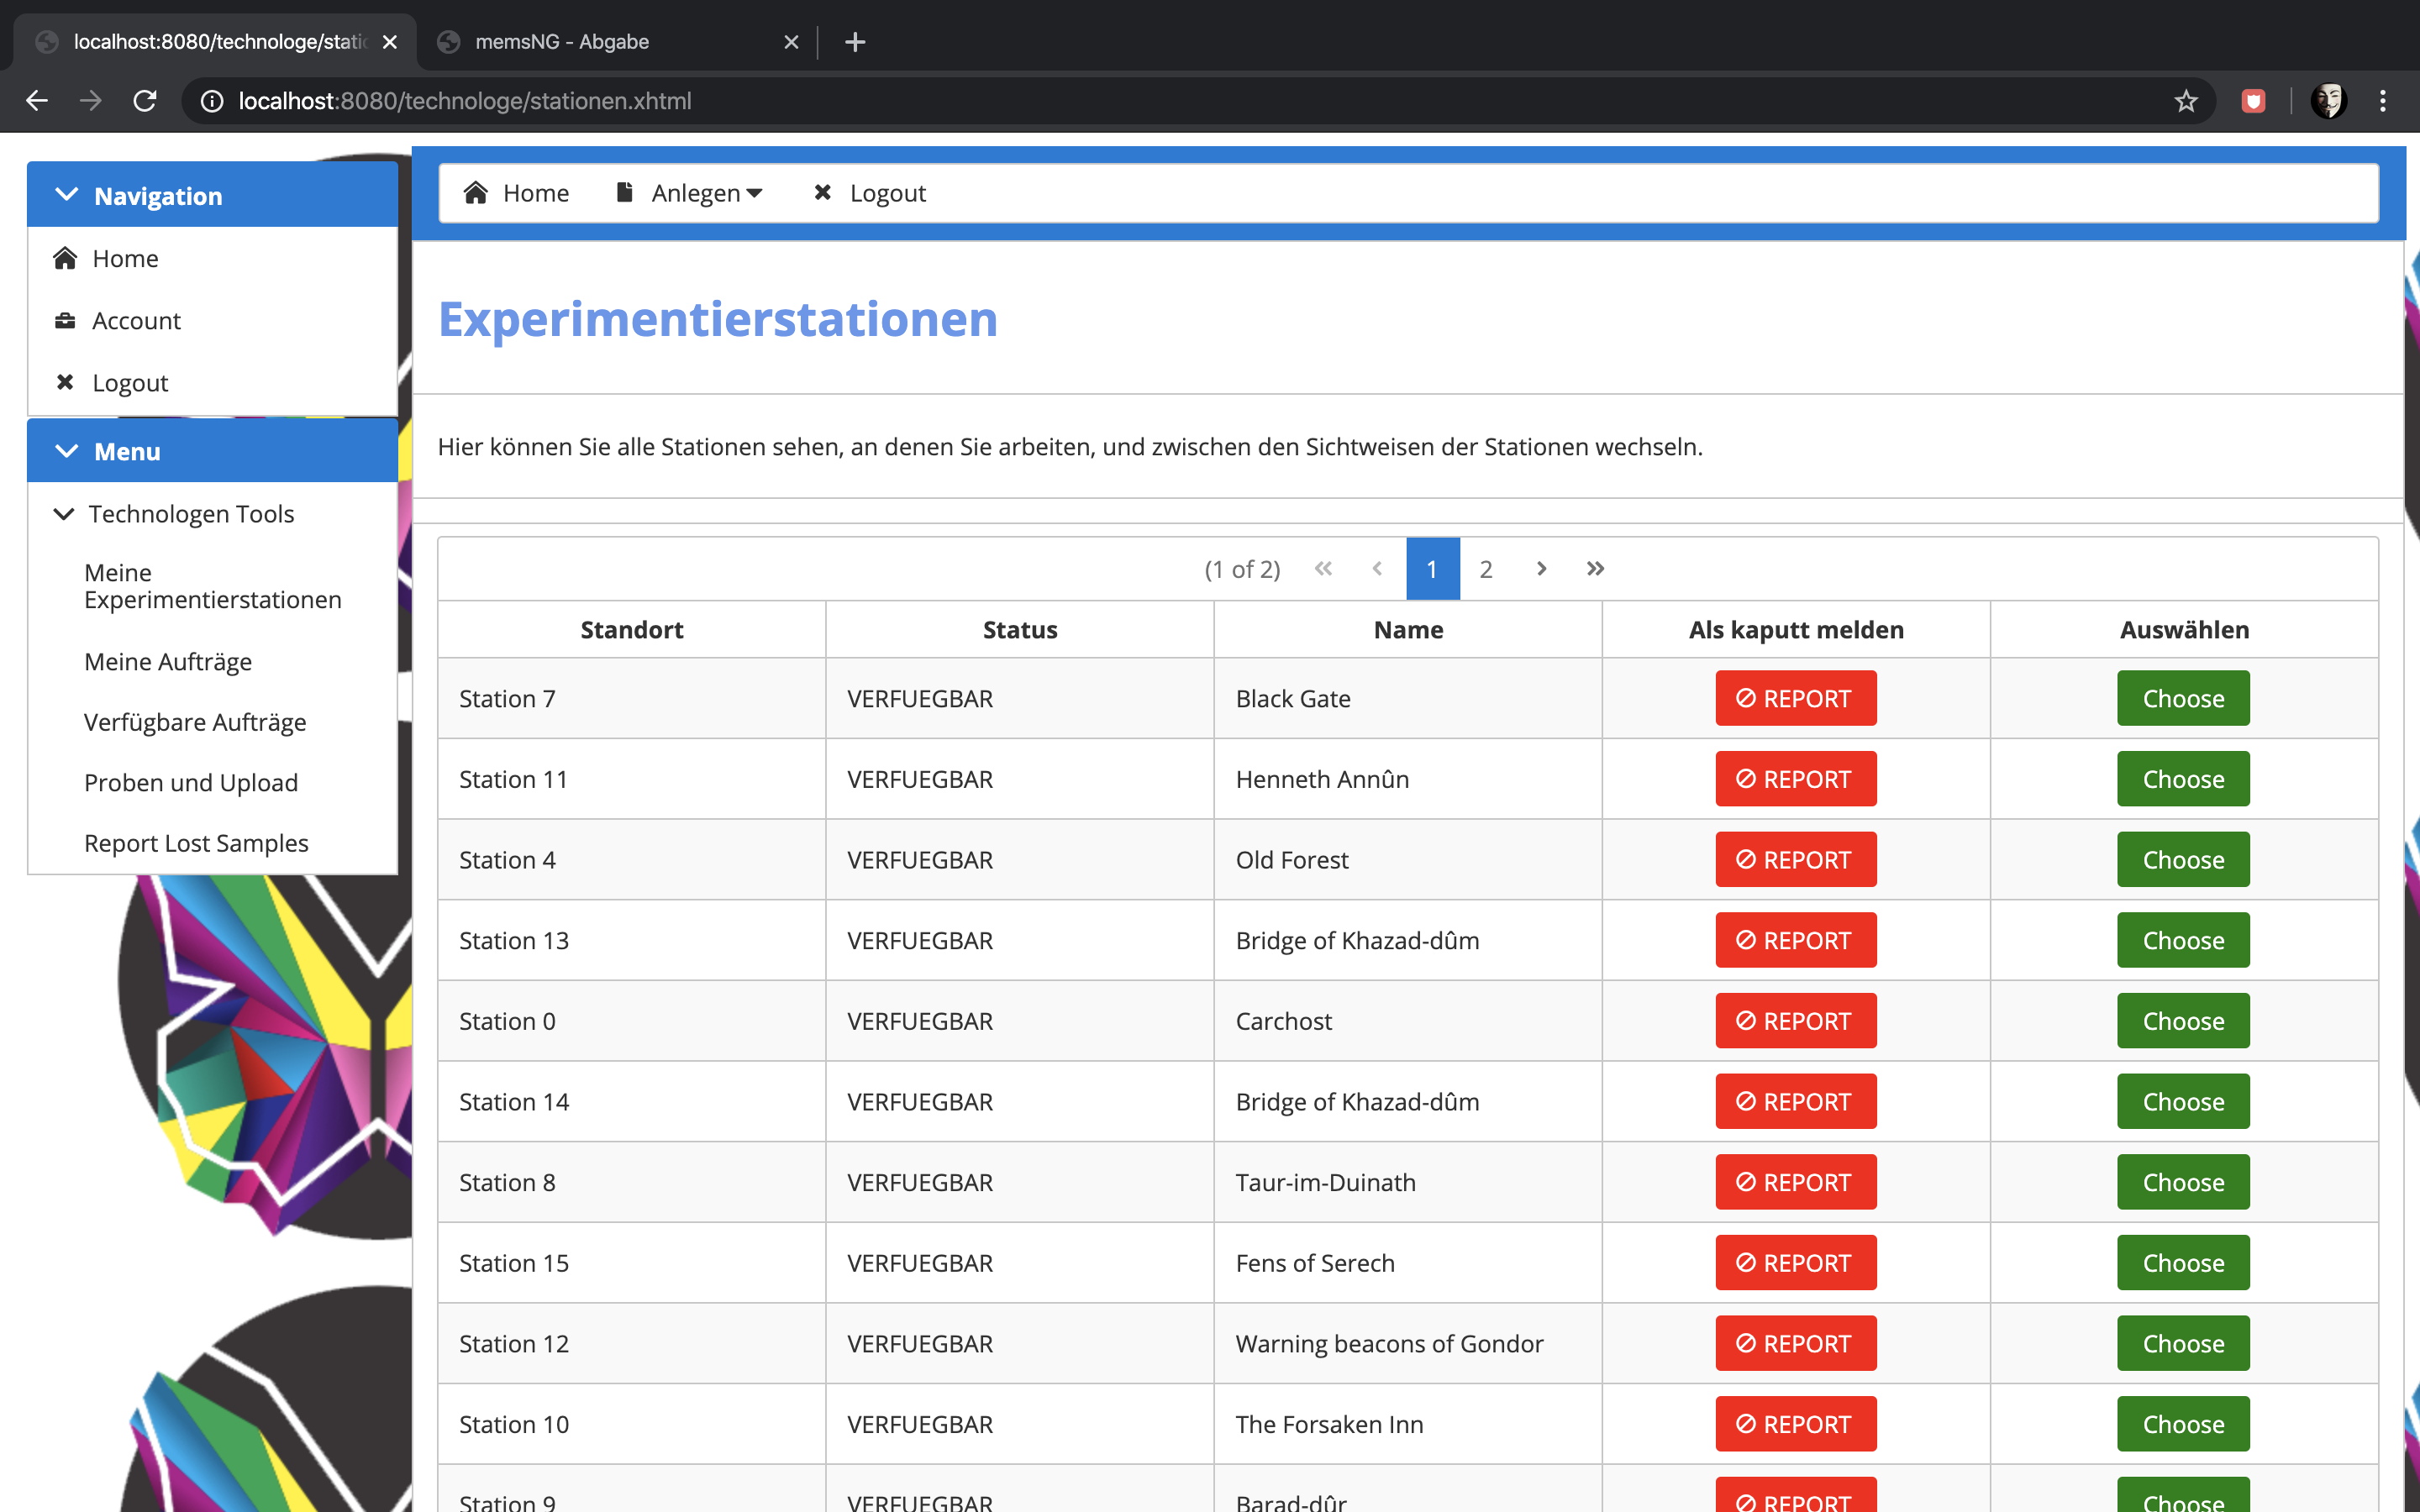 localhost:8080/technologe/static
memsNG - Abgabe
localhost:8080/technologe/stationen.xhtml
Navigation
Home
Account
Logout
Menu
Technologen Tools
Meine
Experimentierstationen
Meine Aufträge
Verfügbare Aufträge
Proben und Upload
Report Lost Samples
Home Anlegen Logout
Experimentierstationen
Hier können Sie alle Stationen sehen, an denen Sie arbeiten, und zwischen den Sichtweisen der Stationen wechseln.
(1 of 2) 1 2
Standort Status Name Als kaputt melden Auswählen
Station 7 VERFUEGBAR Black Gate REPORT Choose
Station 11 VERFUEGBAR Henneth Annûn REPORT Choose
Station 4 VERFUEGBAR Old Forest REPORT Choose
Station 13 VERFUEGBAR Bridge of Khazad-dûm REPORT Choose
Station 0 VERFUEGBAR Carchost REPORT Choose
Station 14 VERFUEGBAR Bridge of Khazad-dûm REPORT Choose
Station 8 VERFUEGBAR Taur-im-Duinath REPORT Choose
Station 15 VERFUEGBAR Fens of Serech REPORT Choose
Station 12 VERFUEGBAR Warning beacons of Gondor REPORT Choose
Station 10 VERFUEGBAR The Forsaken Inn REPORT Choose
Station 9 VERFUEGBAR Barad-dûr REPORT Choose